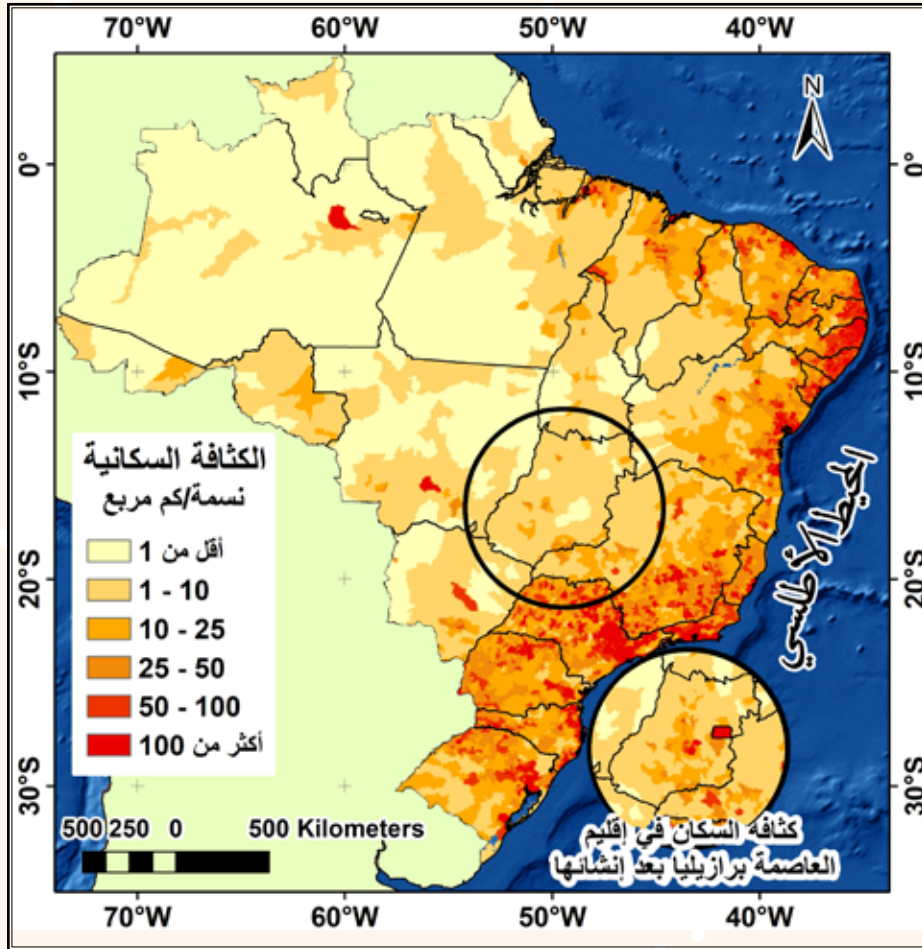 70°W 60°W 50°W 40°W
N
0°
0°
10°S
10°S
المحيط الأطلسي
الكثافة السكانية
نسمة/كم مربع
أقل من 1
1 - 10
10 - 25
25 - 50
50 - 100
أكثر من 100
20°S
20°S
30°S
30°S
500 250 0 500 Kilometers
كثافة السكان في إقليم
العاصمة برازيليا بعد إنشائها
70°W 60°W 50°W 40°W